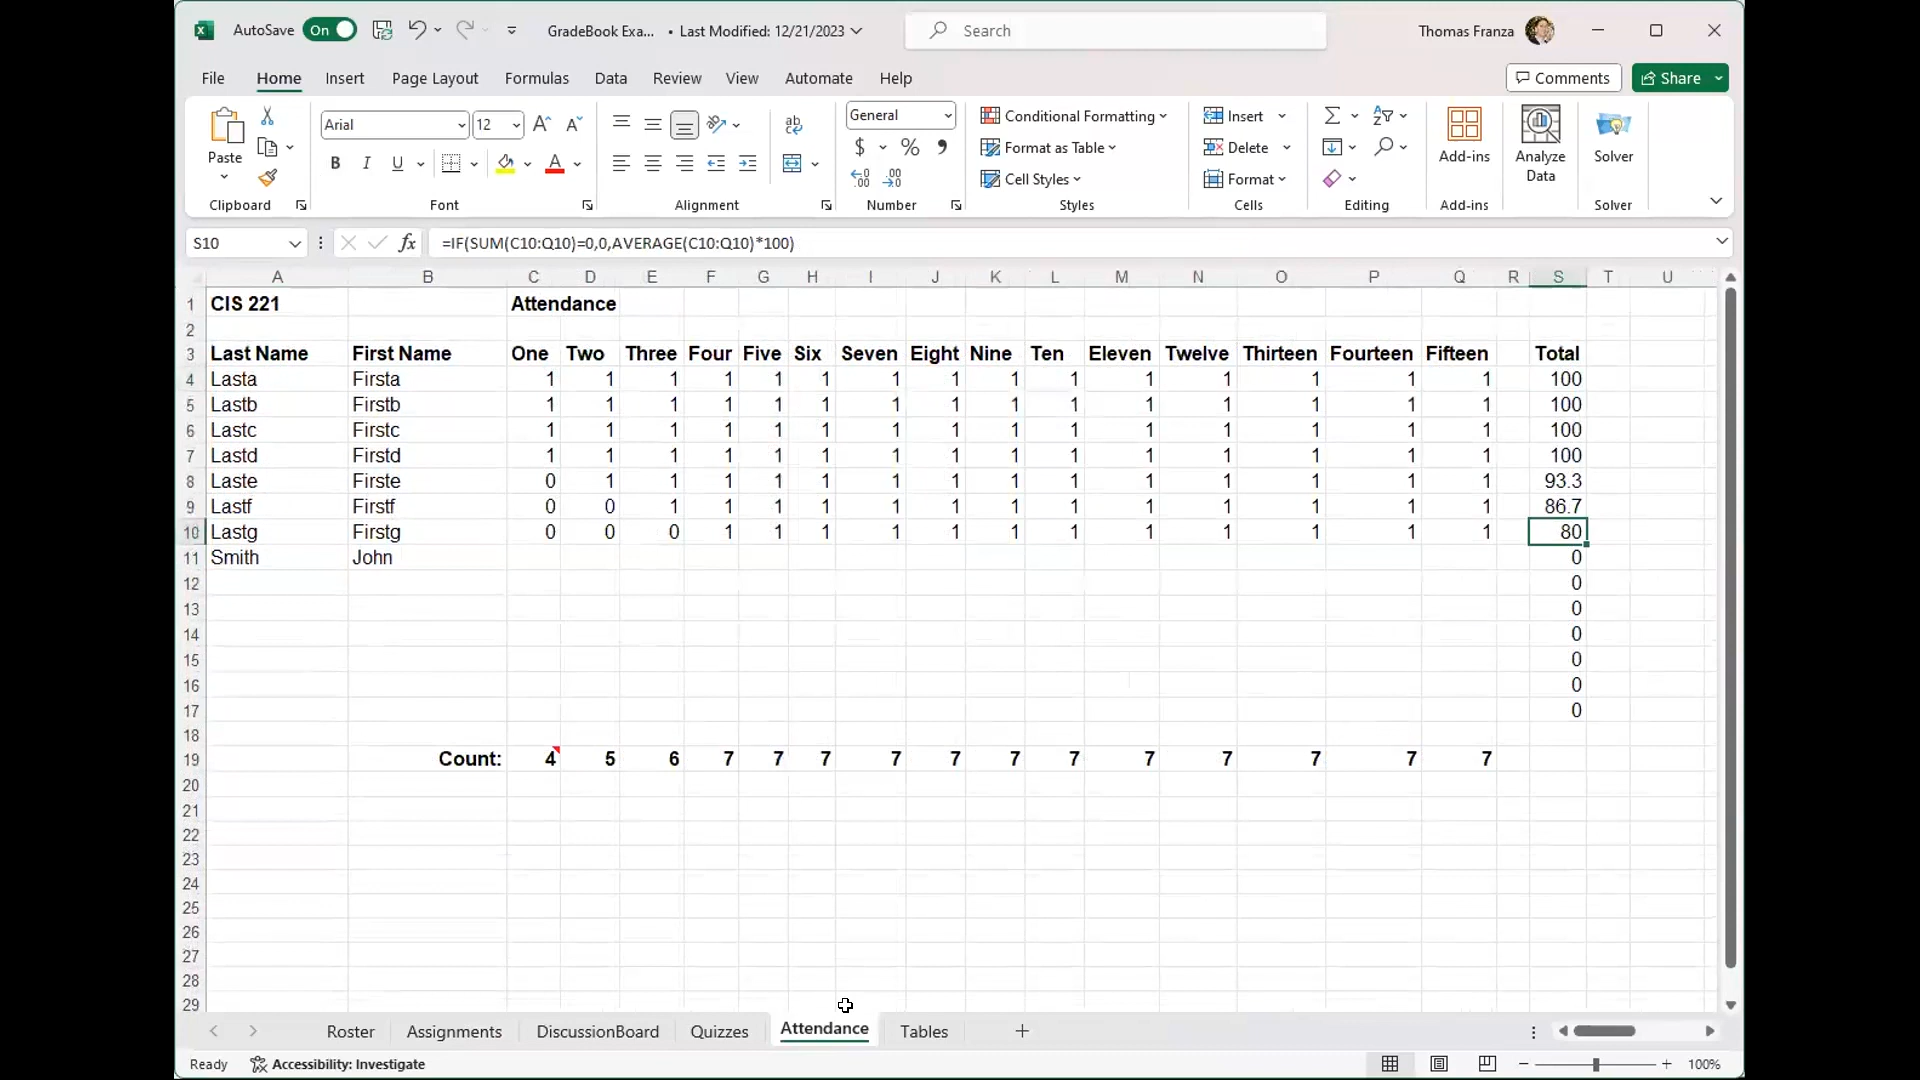 AutoSave On GradeBook Exa... • Last Modified: 12/21/2023 Search Thomas Franza
File Home Insert Page Layout Formulas Data Review View Automate Help Comments Share
Paste
Clipboard
Arial 12
B I U A
Font
ab
Alignment
General
$ % 9
Number
Conditional Formatting
Format as Table
Cell Styles
Styles
Insert
Delete
Format
Cells
Editing
Add-ins
Add-ins
Analyze
Data
Solver
Solver
S10 fx =IF(SUM(C10:Q10)=0,0,AVERAGE(C10:Q10)*100)
A B C D E F G H I J K L M N O P Q R S T U
1 CIS 221 Attendance
2
3 Last Name First Name One Two Three Four Five Six Seven Eight Nine Ten Eleven Twelve Thirteen Fourteen Fifteen Total
4 Lasta Firsta 1 1 1 1 1 1 1 1 1 1 1 1 1 1 1 100
5 Lastb Firstb 1 1 1 1 1 1 1 1 1 1 1 1 1 1 1 100
6 Lastc Firstc 1 1 1 1 1 1 1 1 1 1 1 1 1 1 1 100
7 Lastd Firstd 1 1 1 1 1 1 1 1 1 1 1 1 1 1 1 100
8 Laste Firste 0 1 1 1 1 1 1 1 1 1 1 1 1 1 1 93.3
9 Lastf Firstf 0 0 1 1 1 1 1 1 1 1 1 1 1 1 1 86.7
10 Lastg Firstg 0 0 0 1 1 1 1 1 1 1 1 1 1 1 1 80
11 Smith John 0
12 0
13 0
14 0
15 0
16 0
17 0
18
19 Count: 4 5 6 7 7 7 7 7 7 7 7 7 7 7 7
20
21
22
23
24
25
26
27
28
29
Roster Assignments DiscussionBoard Quizzes Attendance Tables
Ready Accessibility: Investigate 100%